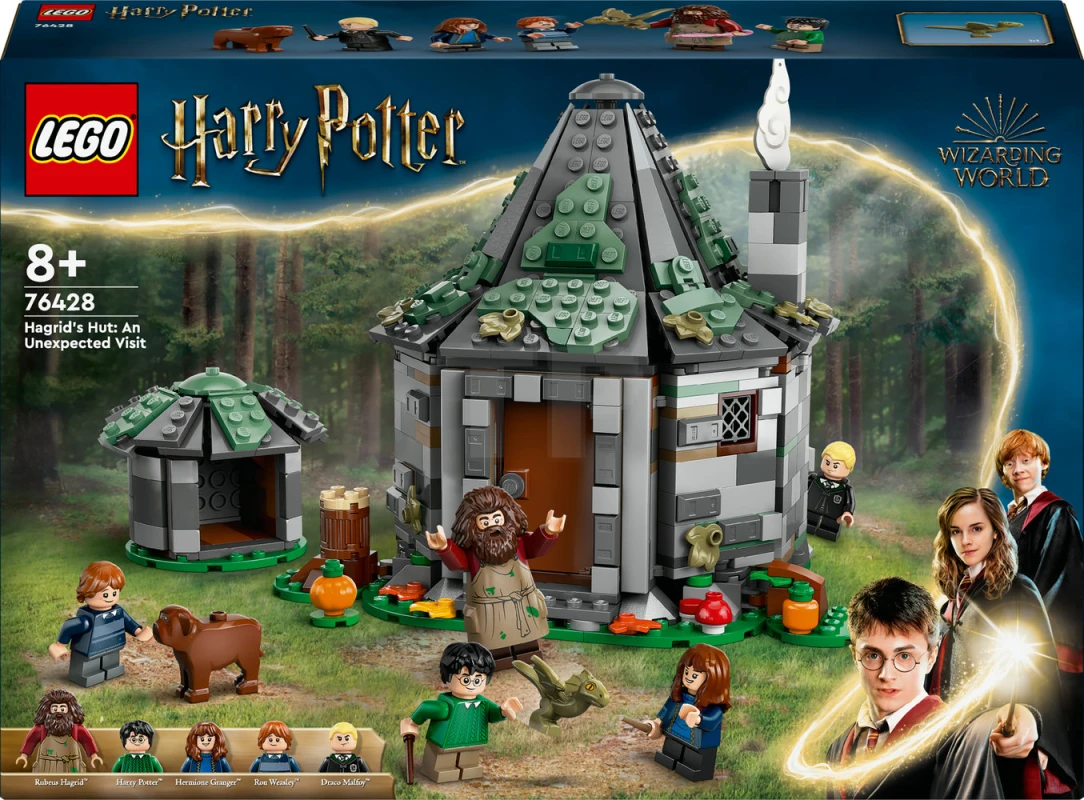 LEGO Harry Potter
76428
LEGO
Harry Potter™
WIZARDING
WORLD
8+
76428
Hagrid's Hut: An
Unexpected Visit
Rubeus Hagrid™
Harry Potter™
Hermione Granger™
Ron Weasley™
Draco Malfoy™